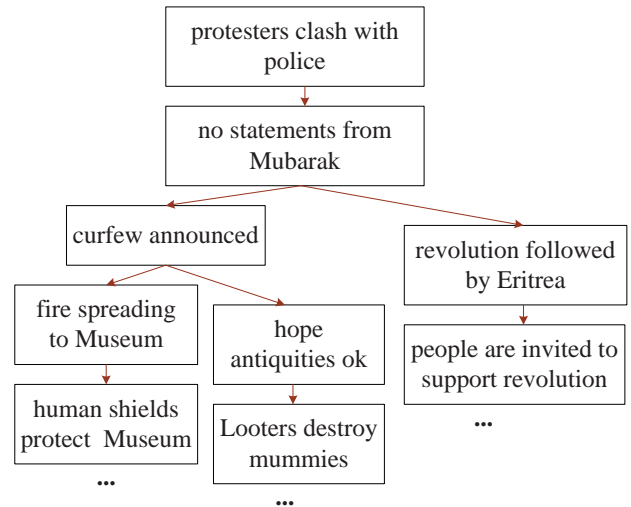 protesters clash with
police
no statements from
Mubarak
curfew announced
revolution followed
by Eritrea
fire spreading
to Museum
hope
antiquities ok
people are invited to
support revolution
human shields
protect Museum
Looters destroy
mummies
...
...
...